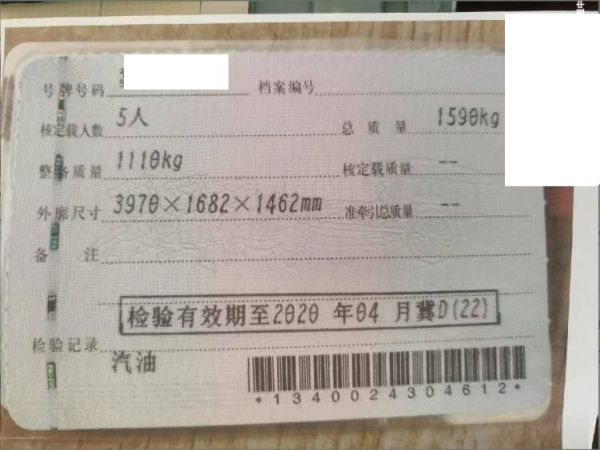 号牌号码 档案编号
核定载人数 5人 总质量 1590kg
整备质量 1110kg 核定载质量 --
外廓尺寸 3970×1682×1462mm 准牵引总质量 --
备注
检验有效期至2020 年04 月冀D(22)
检验记录
汽油
*1340024304612*